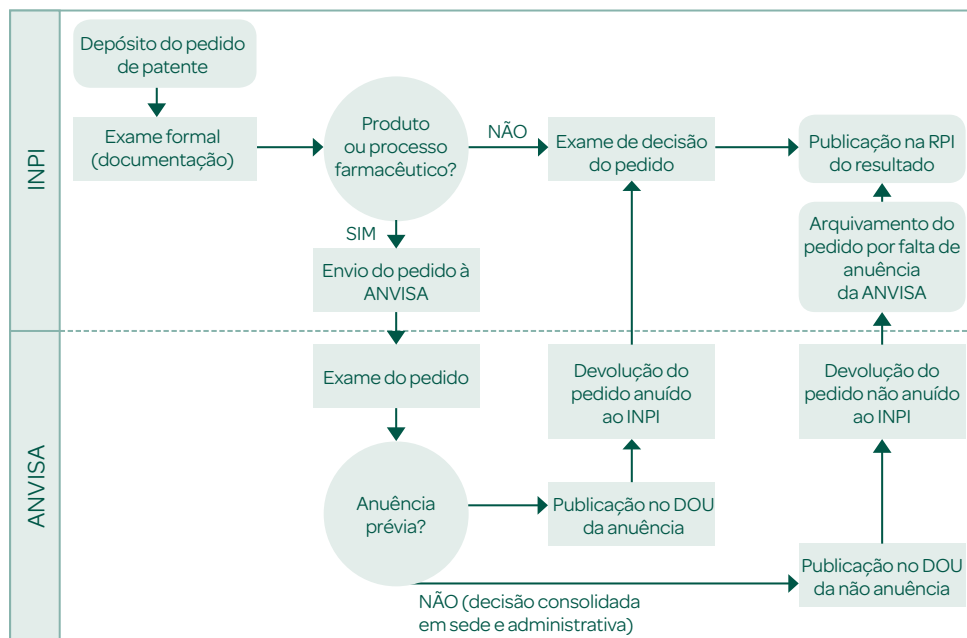 INPI
Depósito do pedido
de patente
Exame formal
(documentação)
Produto
ou processo
farmacêutico?
NÃO
Exame de decisão
do pedido
Publicação na RPI
do resultado
SIM
Envio do pedido à
ANVISA
Arquivamento do
pedido por falta de
anuência
da ANVISA
ANVISA
Exame do pedido
Devolução do
pedido anuído
ao INPI
Devolução do
pedido não anuído
ao INPI
Anuência
prévia?
Publicação no DOU
da anuência
Publicação no DOU
da não anuência
NÃO (decisão consolidada
em sede e administrativa)